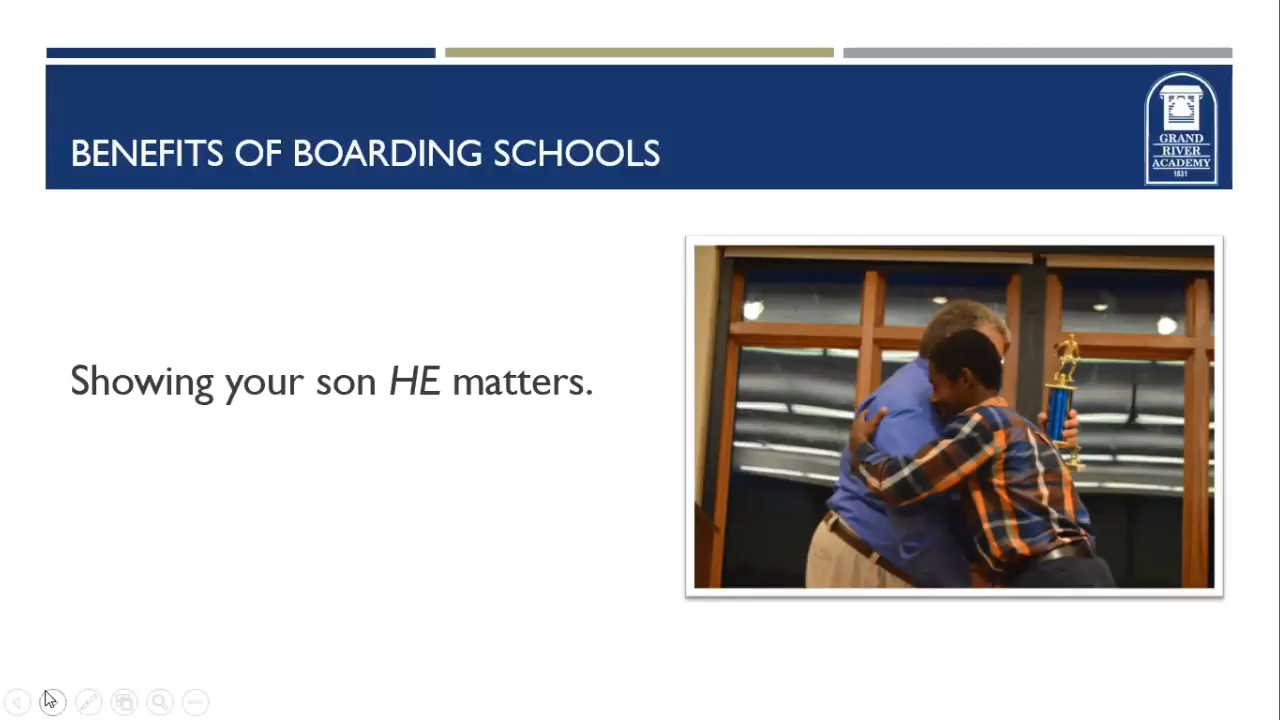 BENEFITS OF BOARDING SCHOOLS
GRAND
RIVER
ACADEMY
1831
Showing your son HE matters.